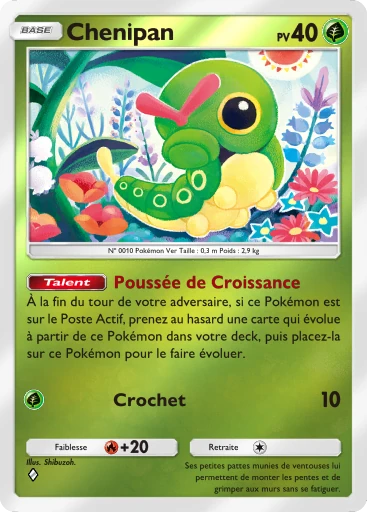 BASE Chenipan PV 40
N° 0010 Pokémon Ver Taille : 0,3 m Poids : 2,9 kg
Talent Poussée de Croissance
À la fin du tour de votre adversaire, si ce Pokémon est
sur le Poste Actif, prenez au hasard une carte qui évolue
à partir de ce Pokémon dans votre deck, puis placez-la
sur ce Pokémon pour le faire évoluer.
Crochet 10
Faiblesse +20 Retraite
Illus. Shibuzoh.
Ses petites pattes munies de ventouses lui
permettent de monter les pentes et de
grimper aux murs sans se fatiguer.